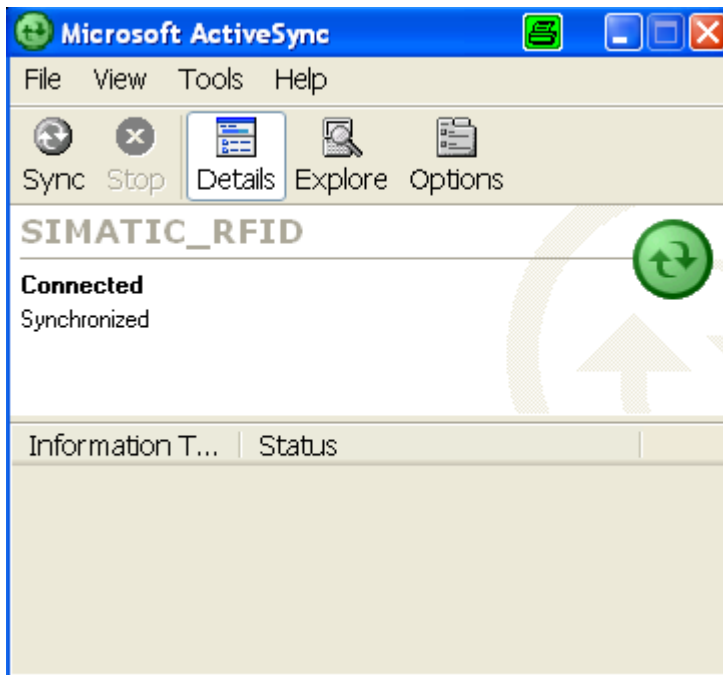 Microsoft ActiveSync
File View Tools Help
Sync Stop Details Explore Options
SIMATIC_RFID
Connected
Synchronized
Information T... Status